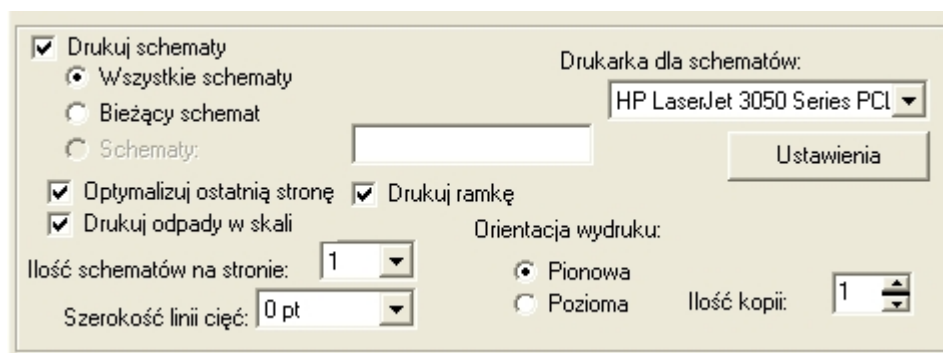 Drukuj schematy
Wszystkie schematy
Bieżący schemat
Schematy:
Drukarka dla schematów:
HP LaserJet 3050 Series PCL
Ustawienia
Optymalizuj ostatnią stronę
Drukuj ramkę
Drukuj odpady w skali
Ilość schematów na stronie: 1
Szerokość linii cięć: 0 pt
Orientacja wydruku:
Pionowa
Pozioma
Ilość kopii: 1